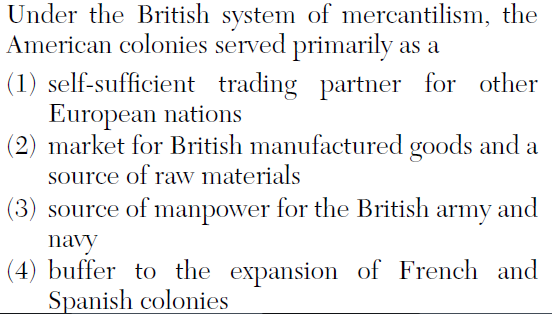 Under the British system of mercantilism, the
American colonies served primarily as a
(1) self-sufficient trading partner for other
European nations
(2) market for British manufactured goods and a
source of raw materials
(3) source of manpower for the British army and
navy
(4) buffer to the expansion of French and
Spanish colonies